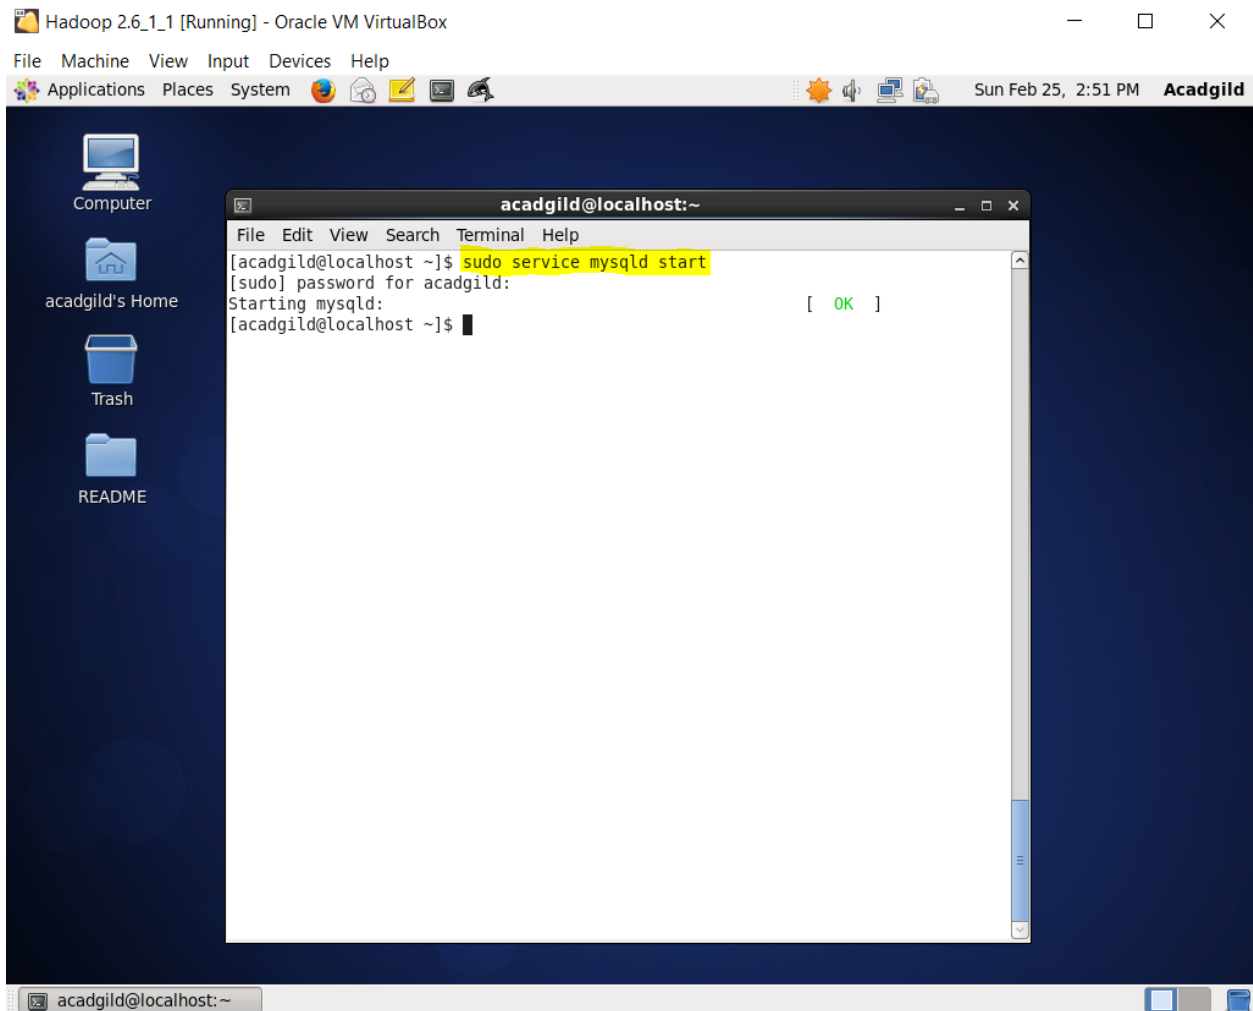 Hadoop 2.6_1_1 [Running] - Oracle VM VirtualBox
File Machine View Input Devices Help
Applications Places System Sun Feb 25, 2:51 PM Acadgild
Computer
acadgild's Home
Trash
README
acadgild@localhost:~
File Edit View Search Terminal Help
[acadgild@localhost ~]$ sudo service mysqld start
[sudo] password for acadgild:
Starting mysqld: [ OK ]
[acadgild@localhost ~]$
acadgild@localhost:~